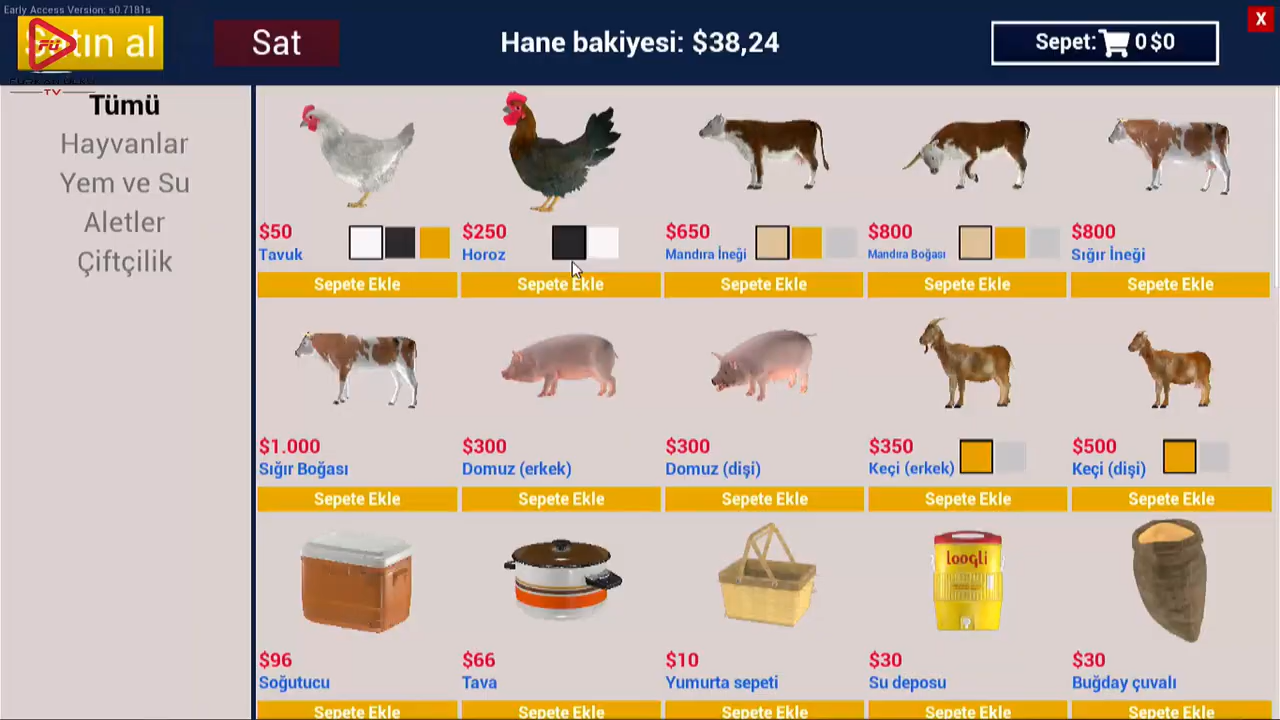 Early Access Version: s0.7181s
Satın al
Sat
Hane bakiyesi: $38,24
Sepet: 0 $0
X
FU
TV
Tümü
Hayvanlar
Yem ve Su
Aletler
Çiftçilik
$50
Tavuk
Sepete Ekle
$250
Horoz
Sepete Ekle
$650
Mandıra İneği
Sepete Ekle
$800
Mandıra Boğası
Sepete Ekle
$800
Sığır İneği
Sepete Ekle
$1.000
Sığır Boğası
Sepete Ekle
$300
Domuz (erkek)
Sepete Ekle
$300
Domuz (dişi)
Sepete Ekle
$350
Keçi (erkek)
Sepete Ekle
$500
Keçi (dişi)
Sepete Ekle
$96
Soğutucu
Sepete Ekle
$66
Tava
Sepete Ekle
$10
Yumurta sepeti
Sepete Ekle
loogli
$30
Su deposu
Sepete Ekle
$30
Buğday çuvalı
Sepete Ekle